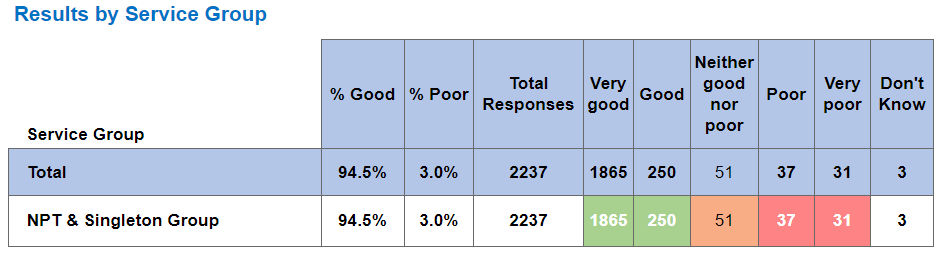 Results by Service Group
Service Group % Good % Poor Total Responses Very good Good Neither good nor poor Poor Very poor Don't Know
Total 94.5% 3.0% 2237 1865 250 51 37 31 3
NPT & Singleton Group 94.5% 3.0% 2237 1865 250 51 37 31 3